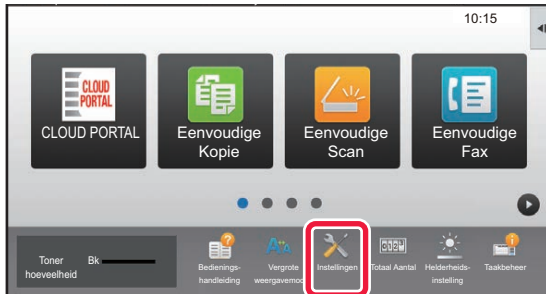 10:15
CLOUD
PORTAL
CLOUD PORTAL
Eenvoudige
Kopie
Eenvoudige
Scan
Eenvoudige
Fax
Toner
hoeveelheid
Bk
Bedienings-
handleiding
Vergrote
weergavemod
Instellingen
Totaal Aantal
Helderheids-
instelling
Taakbeheer